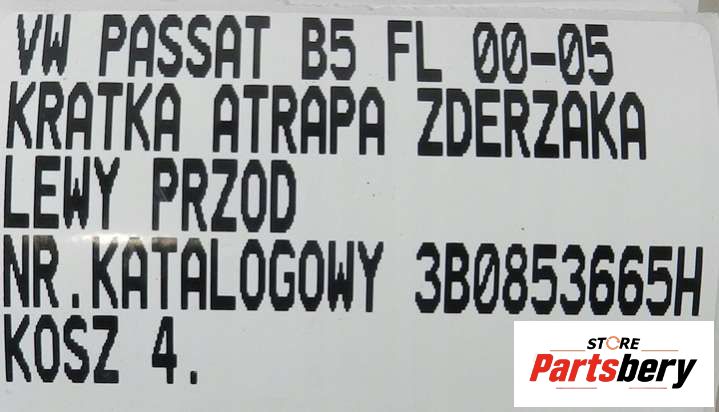 VW PASSAT B5 FL 00-05
KRATKA ATRAPA ZDERZAKA
LEWY PRZOD
NR.KATALOGOWY 3B0853665H
KOSZ 4.
STORE
Partsbery